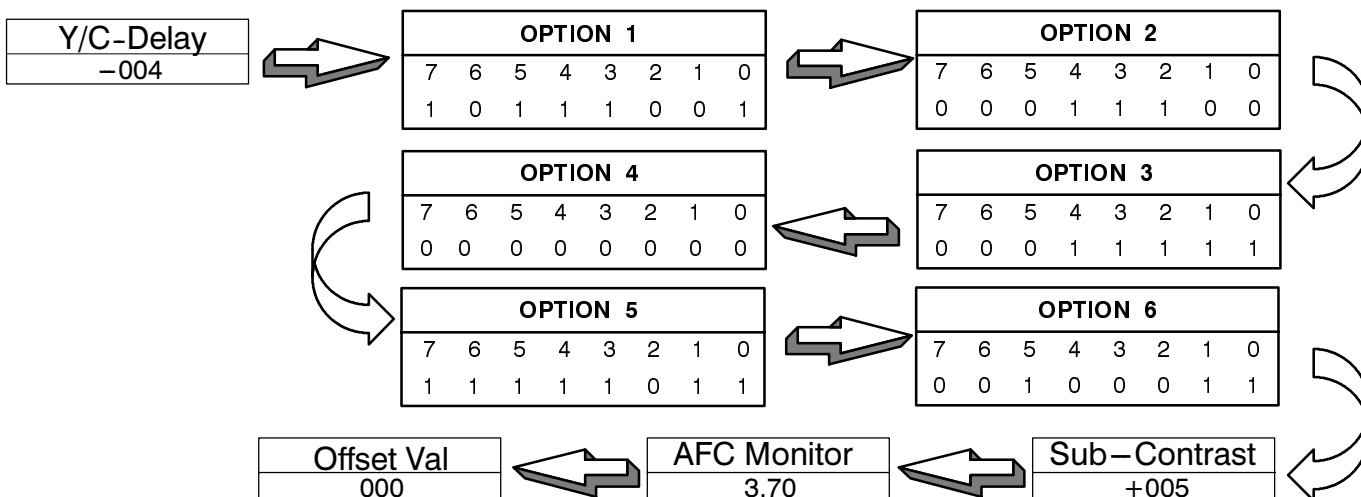 Y/C-Delay
−004
OPTION 1
7 6 5 4 3 2 1 0
1 0 1 1 1 0 0 1
OPTION 2
7 6 5 4 3 2 1 0
0 0 0 1 1 1 0 0
OPTION 3
7 6 5 4 3 2 1 0
0 0 0 1 1 1 1 1
OPTION 4
7 6 5 4 3 2 1 0
0 0 0 0 0 0 0 0
OPTION 5
7 6 5 4 3 2 1 0
1 1 1 1 1 0 1 1
OPTION 6
7 6 5 4 3 2 1 0
0 0 1 0 0 0 1 1
Sub−Contrast
+005
AFC Monitor
3.70
Offset Val
000